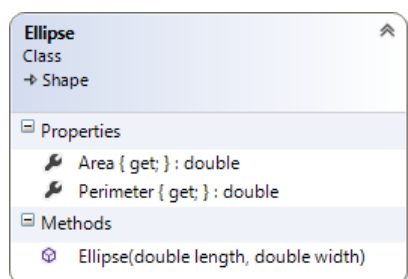 Ellipse
Class
Shape
Properties
Area { get; } : double
Perimeter { get; } : double
Methods
Ellipse(double length, double width)